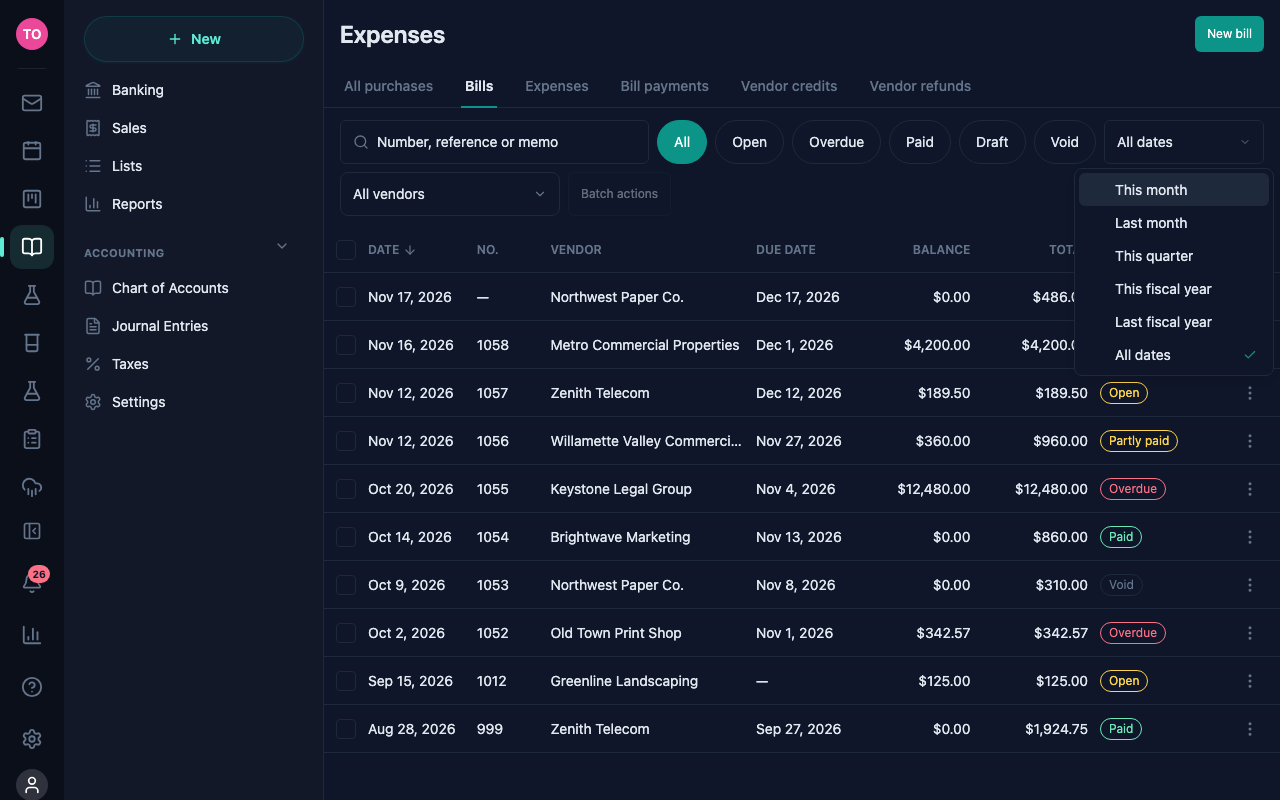 TO
New
Banking
Sales
Lists
Reports
ACCOUNTING
Chart of Accounts
Journal Entries
Taxes
Settings
26
Expenses
New bill
All purchases Bills Expenses Bill payments Vendor credits Vendor refunds
Number, reference or memo All Open Overdue Paid Draft Void All dates
All vendors Batch actions
This month
Last month
This quarter
This fiscal year
Last fiscal year
All dates
DATE NO. VENDOR DUE DATE BALANCE
Nov 17, 2026 — Northwest Paper Co. Dec 17, 2026 $0.00
Nov 16, 2026 1058 Metro Commercial Properties Dec 1, 2026 $4,200.00
Nov 12, 2026 1057 Zenith Telecom Dec 12, 2026 $189.50 $189.50 Open
Nov 12, 2026 1056 Willamette Valley Commerci... Nov 27, 2026 $360.00 $960.00 Partly paid
Oct 20, 2026 1055 Keystone Legal Group Nov 4, 2026 $12,480.00 $12,480.00 Overdue
Oct 14, 2026 1054 Brightwave Marketing Nov 13, 2026 $0.00 $860.00 Paid
Oct 9, 2026 1053 Northwest Paper Co. Nov 8, 2026 $0.00 $310.00 Void
Oct 2, 2026 1052 Old Town Print Shop Nov 1, 2026 $342.57 $342.57 Overdue
Sep 15, 2026 1012 Greenline Landscaping — $125.00 $125.00 Open
Aug 28, 2026 999 Zenith Telecom Sep 27, 2026 $0.00 $1,924.75 Paid